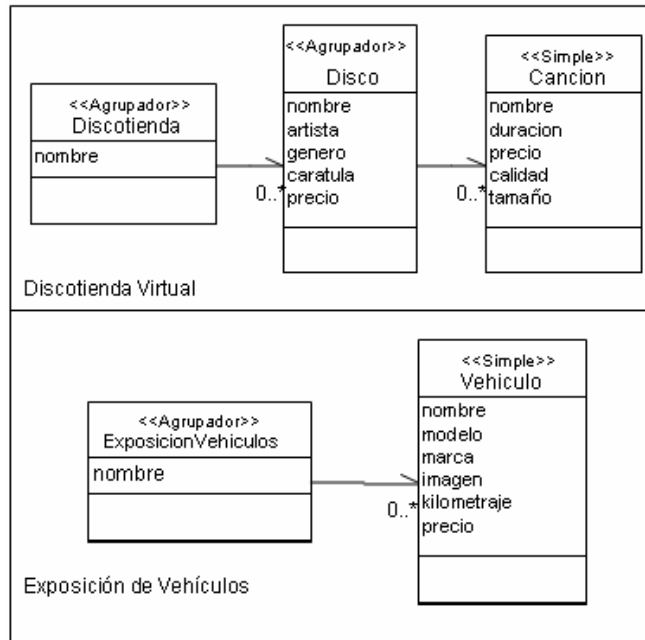 <<Agrupador>>
Discotienda
nombre
<<Agrupador>>
Disco
nombre
artista
genero
caratula
precio
0..*
<<Simple>>
Cancion
nombre
duracion
precio
calidad
tamaño
0..*
Discotienda Virtual
<<Agrupador>>
ExposicionVehiculos
nombre
<<Simple>>
Vehiculo
nombre
modelo
marca
imagen
kilometraje
precio
0..*
Exposición de Vehículos